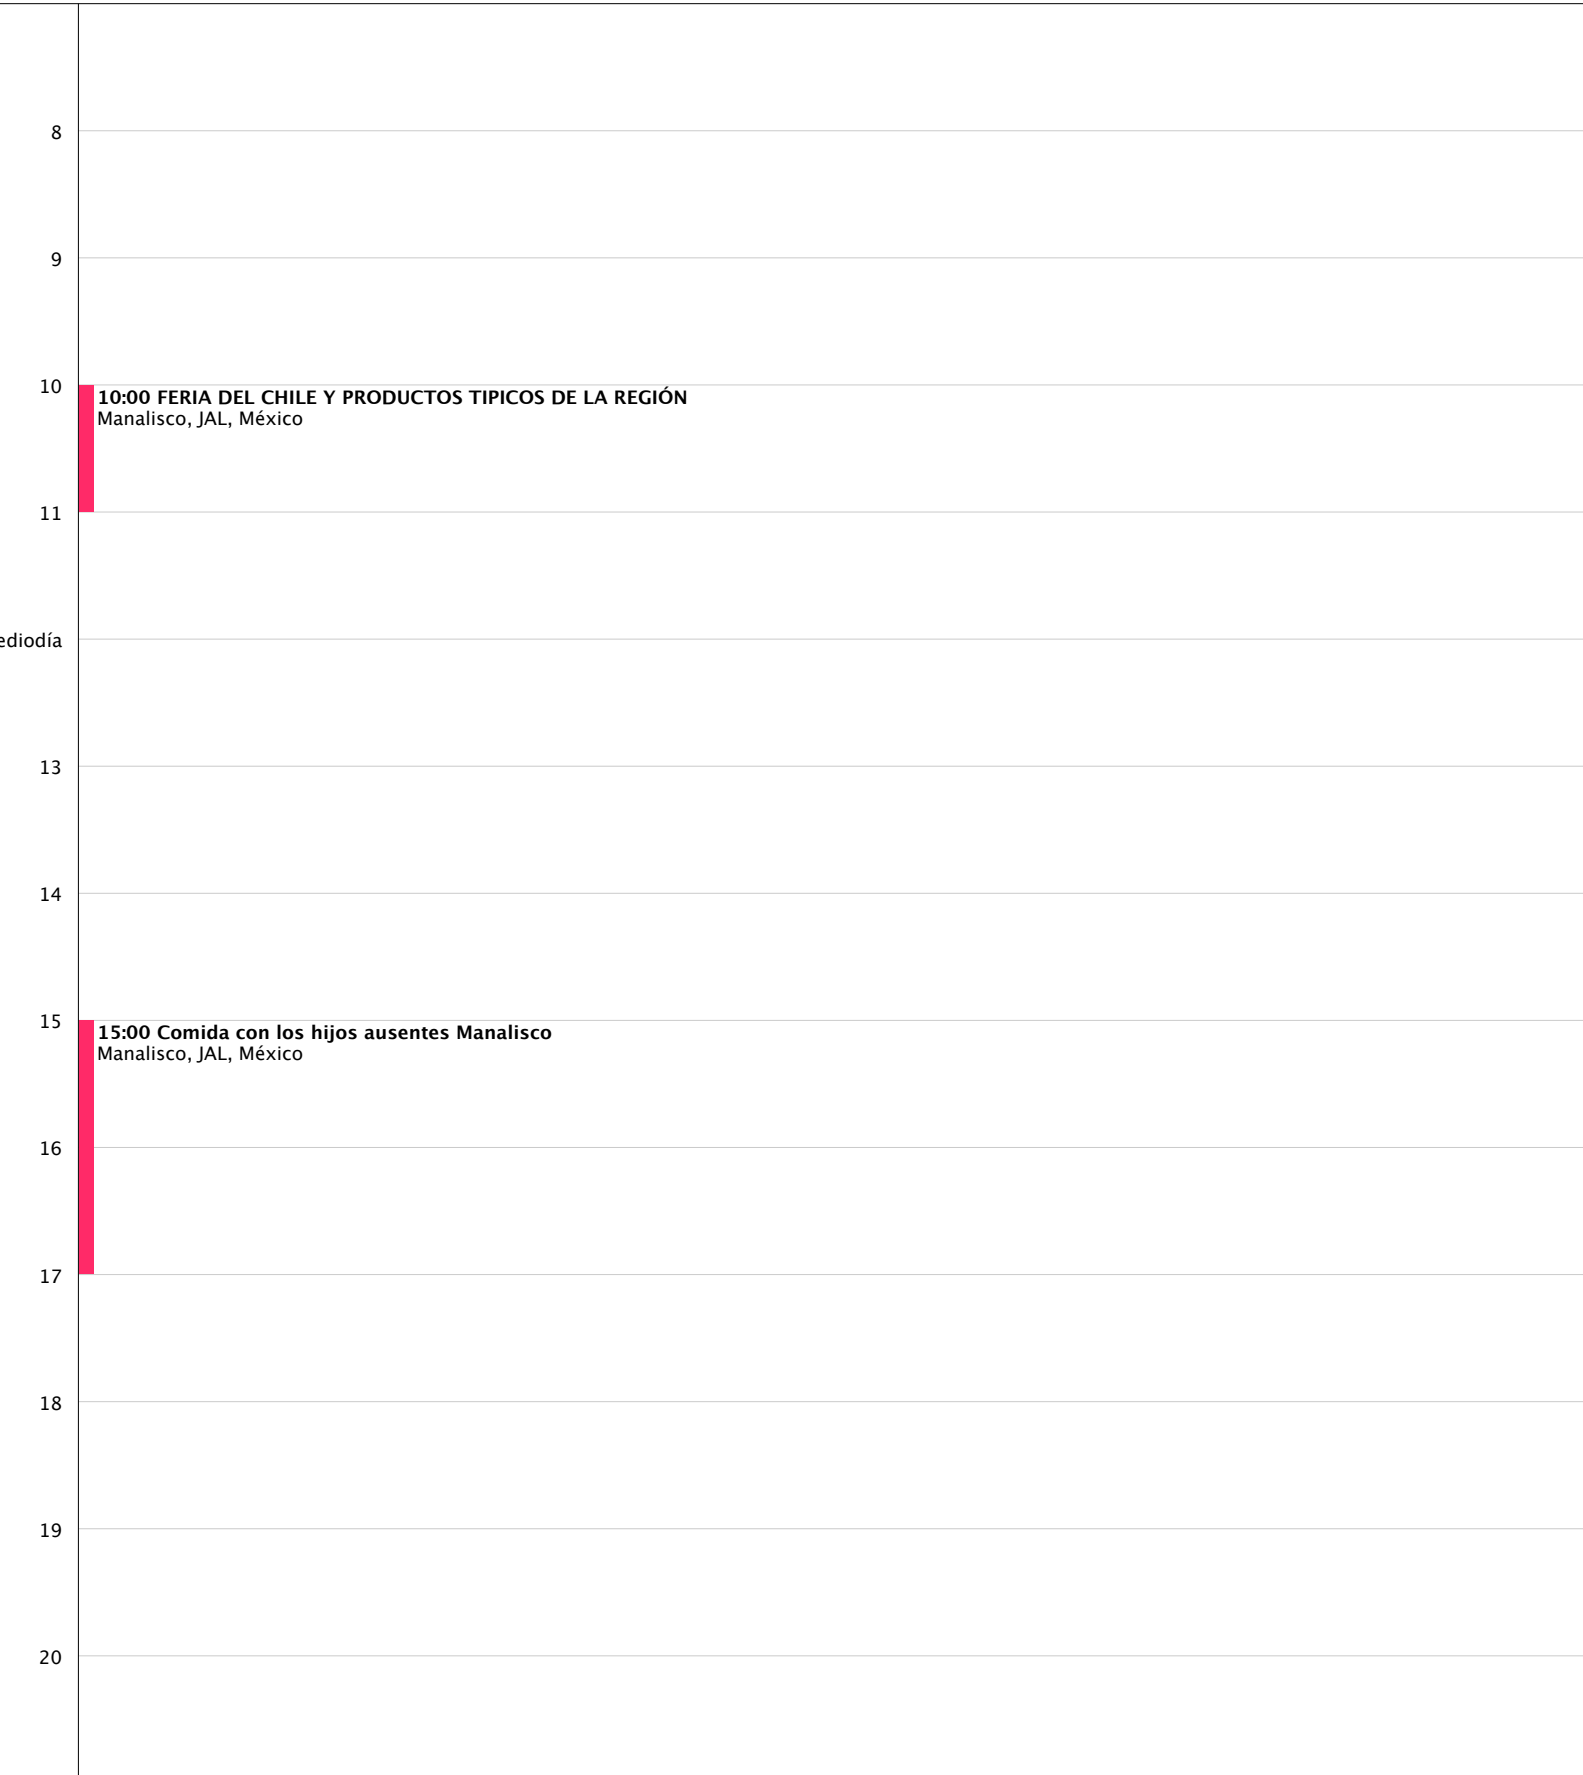 8
9
10
10:00 FERIA DEL CHILE Y PRODUCTOS TIPICOS DE LA REGIÓN
Manalisco, JAL, México
11
ediodía
13
14
15
15:00 Comida con los hijos ausentes Manalisco
Manalisco, JAL, México
16
17
18
19
20